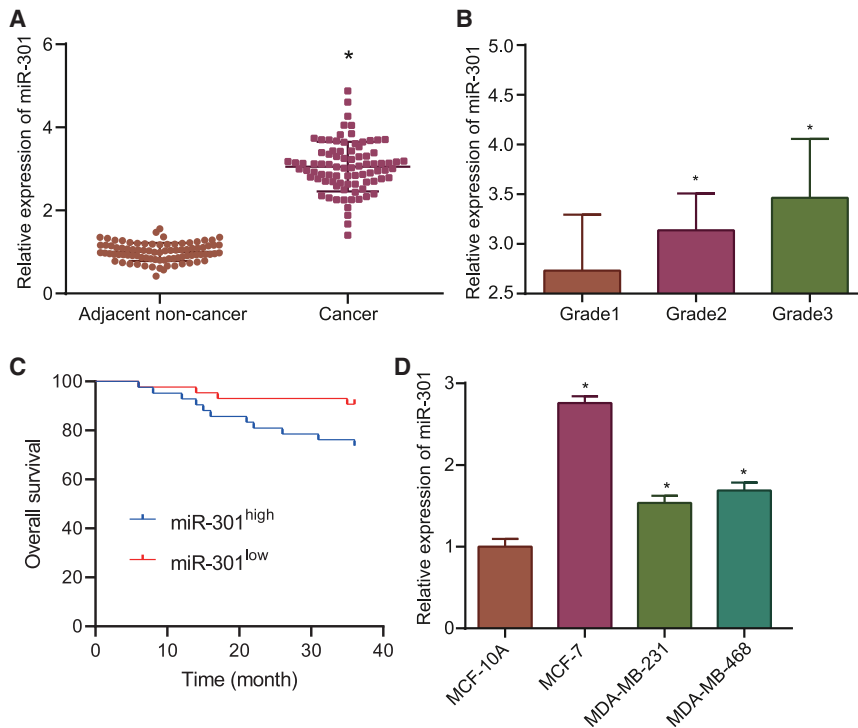 A
Relative expression of miR-301
6
4
2
0
*
Adjacent non-cancer
Cancer
B
Relative expression of miR-301
5.0
4.5
4.0
3.5
3.0
2.5
*
*
Grade1
Grade2
Grade3
C
Overall survival
100
80
60
40
20
0
miR-301high
miR-301low
0
10
20
30
40
Time (month)
D
Relative expression of miR-301
3
2
1
0
*
*
*
MCF-10A
MCF-7
MDA-MB-231
MDA-MB-468